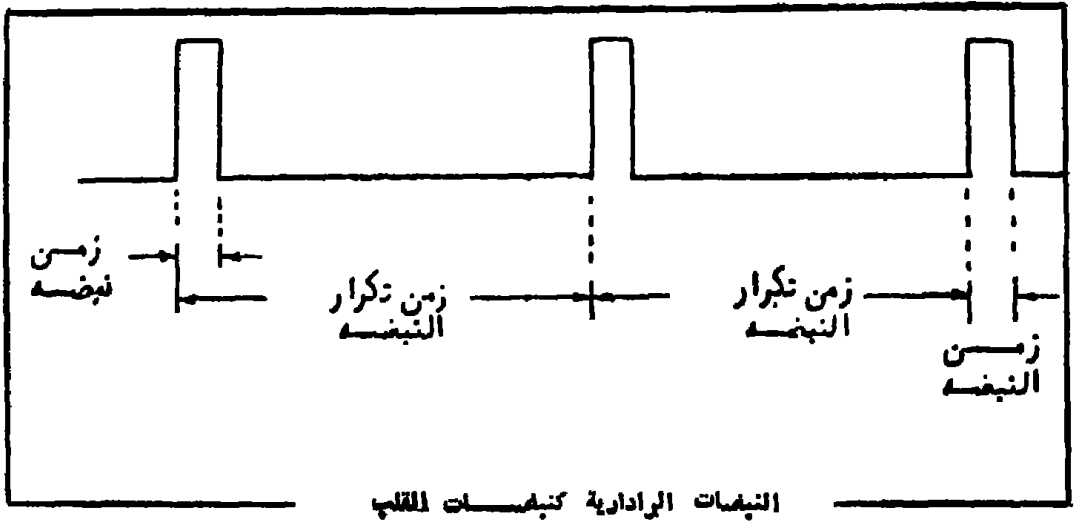 زمن
نبضه
زمن تكرار
النبضه
زمن تكرار
النبضه
زمن
النبضه
النبضات الرادارية كنبضات القلب